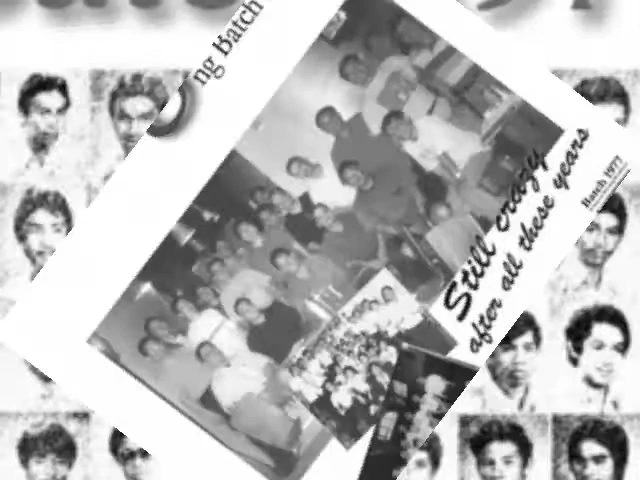 ng Batch
Still crazy
after all these years
Batch 1977